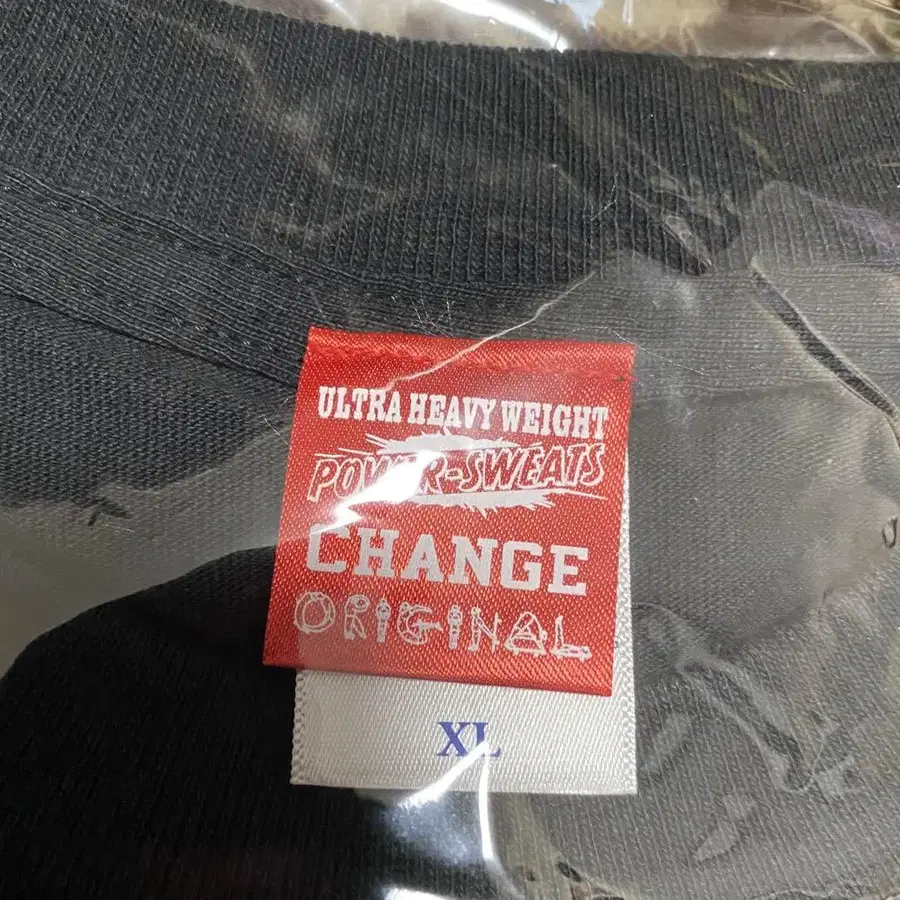 ULTRA HEAVY WEIGHT
POWER-SWEATS
CHANGE
ORIGINAL
XL